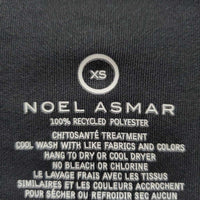 XS
NOEL ASMAR
100% RECYCLED POLYESTER
CHITOSANTÉ TREATMENT
COOL WASH WITH LIKE FABRICS AND COLORS
HANG TO DRY OR COOL DRYER
NO BLEACH OR CHLORINE
LE LAVAGE FRAIS AVEC LES TISSUS
SIMILAIRES ET LES COULEURS ACCROCHENT
POUR SÉCHER OU REFROIDIR SEC AUCUN